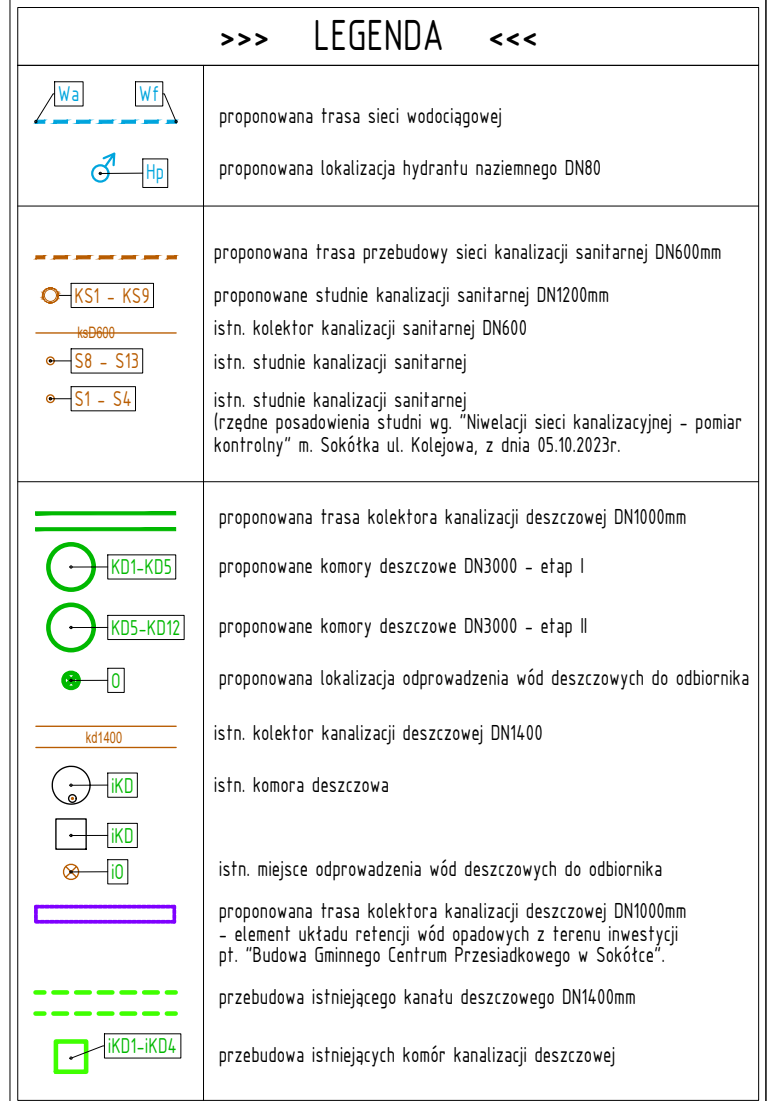 >>> LEGENDA <<<
Wa Wf
proponowana trasa sieci wodociągowej
Hp
proponowana lokalizacja hydrantu naziemnego DN80
proponowana trasa przebudowy sieci kanalizacji sanitarnej DN600mm
KS1 - KS9
proponowane studnie kanalizacji sanitarnej DN1200mm
ksD600
istn. kolektor kanalizacji sanitarnej DN600
S8 - S13
istn. studnie kanalizacji sanitarnej
S1 - S4
istn. studnie kanalizacji sanitarnej
(rzędne posadowienia studni wg. "Niwelacji sieci kanalizacyjnej - pomiar
kontrolny" m. Sokółka ul. Kolejowa, z dnia 05.10.2023r.
proponowana trasa kolektora kanalizacji deszczowej DN1000mm
KD1-KD5
proponowane komory deszczowe DN3000 - etap I
KD5-KD12
proponowane komory deszczowe DN3000 - etap II
O
proponowana lokalizacja odprowadzenia wód deszczowych do odbiornika
kd1400
istn. kolektor kanalizacji deszczowej DN1400
iKD
istn. komora deszczowa
iKD
iO
istn. miejsce odprowadzenia wód deszczowych do odbiornika
proponowana trasa kolektora kanalizacji deszczowej DN1000mm
- element układu retencji wód opadowych z terenu inwestycji
pt. "Budowa Gminnego Centrum Przesiadkowego w Sokółce".
przebudowa istniejącego kanału deszczowego DN1400mm
iKD1-iKD4
przebudowa istniejących komór kanalizacji deszczowej